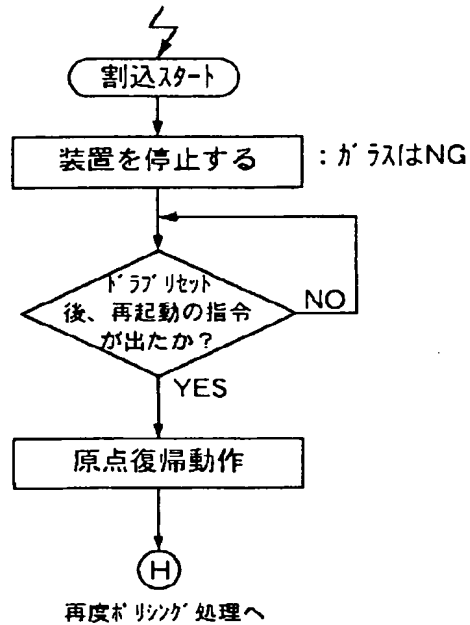 割込ｽﾀｰﾄ
装置を停止する
：ｶﾞﾗｽはNG
ﾄﾞﾗﾌﾞﾘｾｯﾄ
後、再起動の指令
が出たか？
NO
YES
原点復帰動作
H
再度ﾎﾟﾘｼﾝｸﾞ処理へ